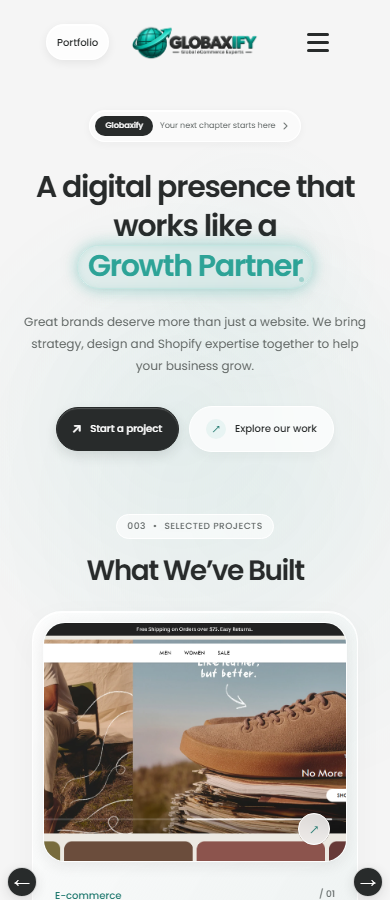 Portfolio
GLOBAXIFY
Global eCommerce Experts
Globaxify Your next chapter starts here
A digital presence that
works like a
Growth Partner.
Great brands deserve more than just a website. We bring
strategy, design and Shopify expertise together to help
your business grow.
Start a project
Explore our work
003 • SELECTED PROJECTS
What We’ve Built
Free Shipping on Orders over $75. Easy Returns.
MEN WOMEN SALE
Like leather,
but better.
No More
E-commerce
/ 01